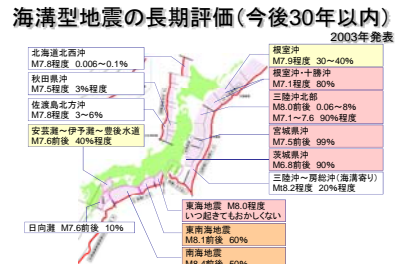 海溝型地震の長期評価(今後30年以内)
2003年発表
北海道北西沖
M7.8程度 0.006~0.1%
秋田県沖
M7.5程度 3%程度
佐渡島北方沖
M7.8程度 3~6%
安芸灘~伊予灘~豊後水道
M7.6前後 40%程度
日向灘 M7.6前後 10%
根室沖
M7.9程度 30~40%
根室沖・十勝沖
M7.1程度 80%
三陸沖北部
M8.0前後 0.06~8%
M7.1~7.6 90%程度
宮城県沖
M7.5前後 99%
茨城県沖
M6.8前後 90%
三陸沖~房総沖(海溝寄り)
Mt8.2程度 20%程度
東海地震 M8.0程度
いつ起きてもおかしくない
東南海地震
M8.1前後 60%
南海地震
M8.4前後 50%